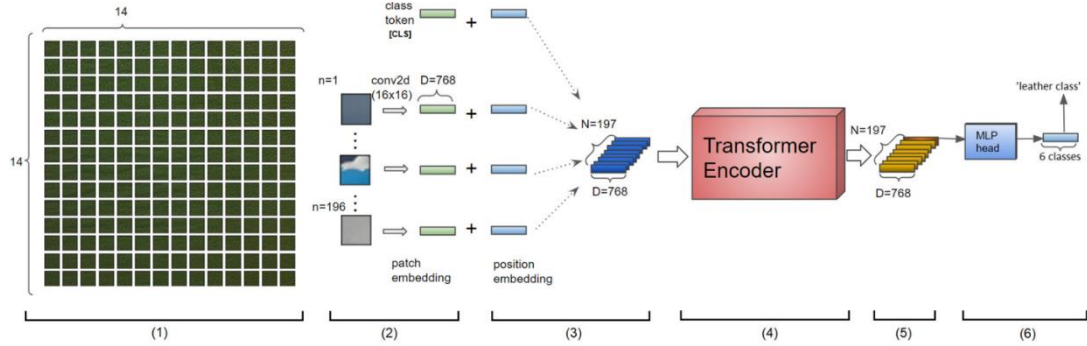 14
14
(1)
class
token
[CLS]
+
n=1
conv2d
(16x16)
D=768
+
+
n=196
+
patch
embedding
position
embedding
(2)
N=197
D=768
(3)
Transformer
Encoder
(4)
N=197
D=768
(5)
MLP
head
'leather class'
6 classes
(6)